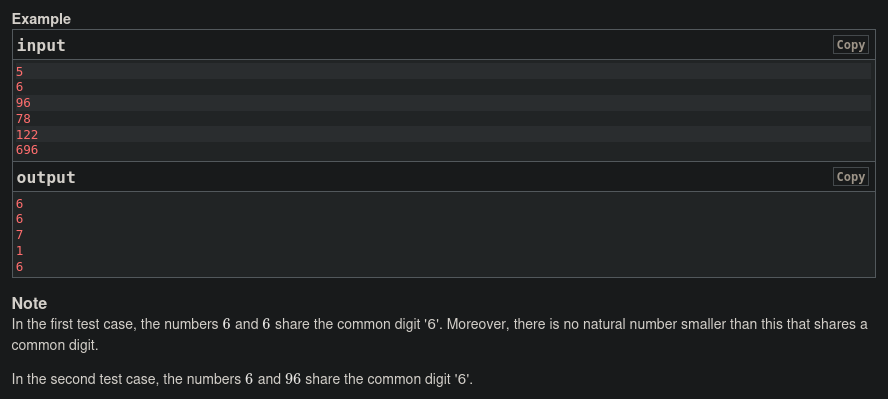 Example
input
Copy
5
6
96
78
122
696
output
Copy
6
6
7
1
6
Note
In the first test case, the numbers 6 and 6 share the common digit '6'. Moreover, there is no natural number smaller than this that shares a
common digit.
In the second test case, the numbers 6 and 96 share the common digit '6'.